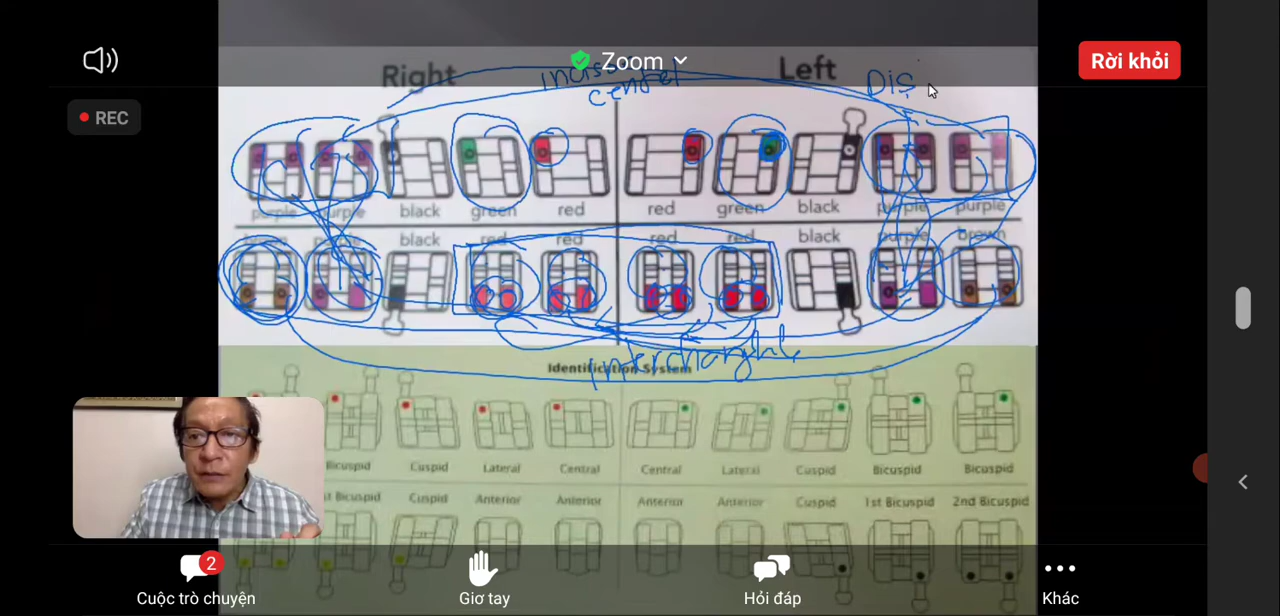 Zoom
Rời khỏi
REC
Right Left
central
Dis
purple purple black green red red green black purple purple
brown purple black red red red red black purple brown
Identification System
Bicuspid Cuspid Lateral Central Central Lateral Cuspid Bicuspid Bicuspid
1st Bicuspid Cuspid Anterior Anterior Anterior Anterior Cuspid 1st Bicuspid 2nd Bicuspid
2
Cuộc trò chuyện Giơ tay Hỏi đáp Khác